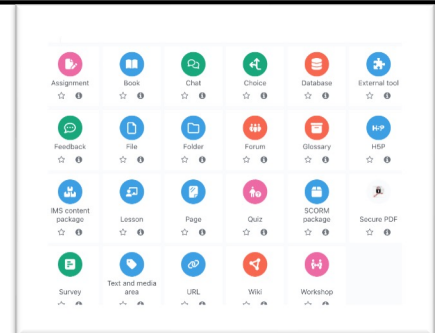 Assignment
Book
Chat
Choice
Database
External tool
Feedback
File
Folder
Forum
Glossary
H-P
H5P
IMS content
package
Lesson
Page
Quiz
SCORM
package
Secure PDF
Survey
Text and media
area
URL
Wiki
Workshop